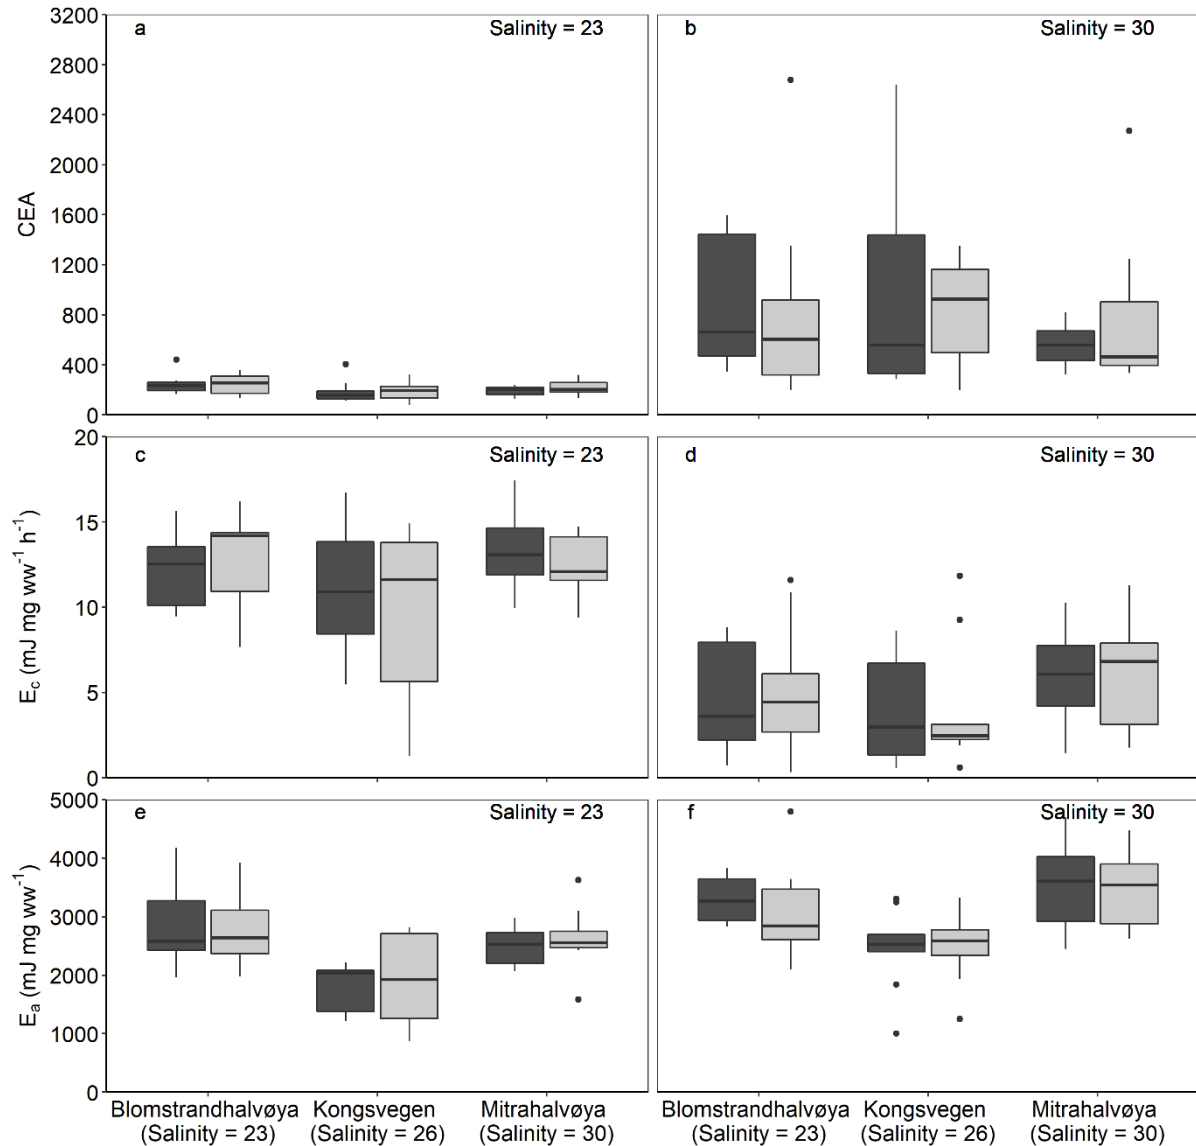 a
Salinity = 23
b
Salinity = 30
3200
2800
2400
2000
1600
1200
800
400
0
CEA
c
Salinity = 23
d
Salinity = 30
20
15
10
5
0
E_c (mJ mg ww⁻¹ h⁻¹)
e
Salinity = 23
f
Salinity = 30
5000
4000
3000
2000
1000
0
E_a (mJ mg ww⁻¹)
Blomstrandhalvøya
(Salinity = 23)
Kongsvegen
(Salinity = 26)
Mitrahalvøya
(Salinity = 30)
Blomstrandhalvøya
(Salinity = 23)
Kongsvegen
(Salinity = 26)
Mitrahalvøya
(Salinity = 30)